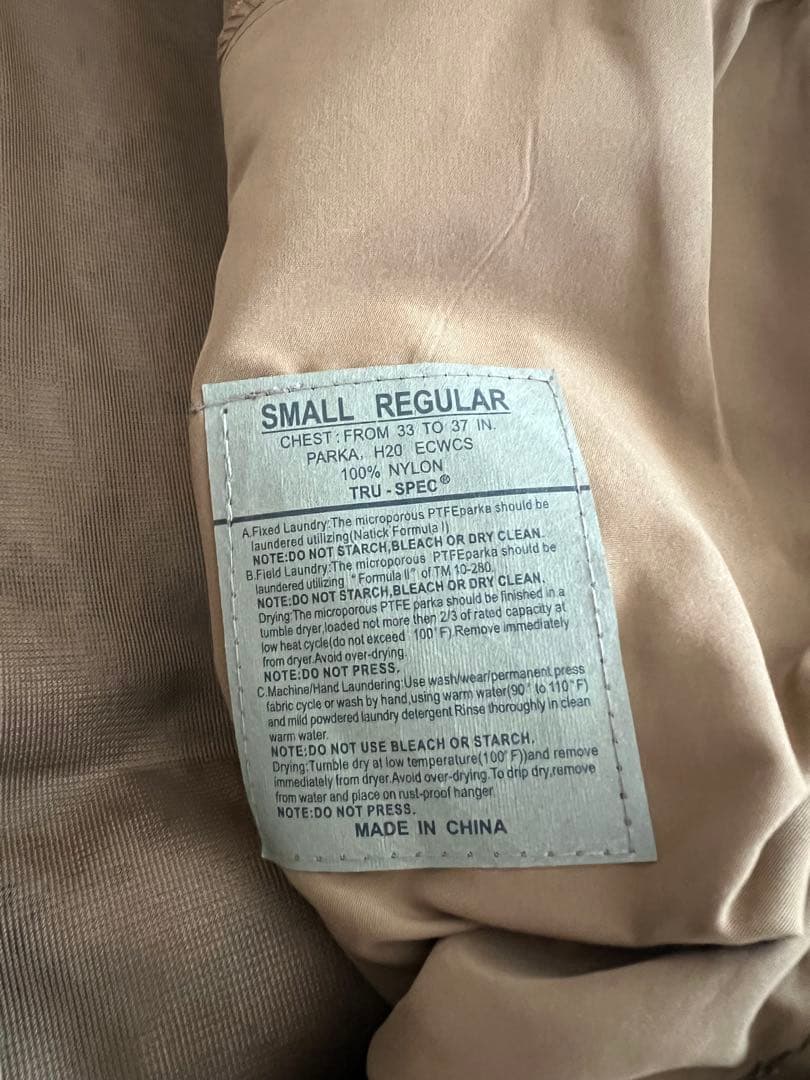 SMALL REGULAR
CHEST: FROM 33 TO 37 IN.
PARKA, H20 ECWCS
100% NYLON
TRU-SPEC®
A.Fixed Laundry:The microporous PTFEparka should be
laundered utilizing(Natick Formula I)
NOTE:DO NOT STARCH,BLEACH OR DRY CLEAN.
B.Field Laundry:The microporous PTFEparka should be
laundered utilizing "Formula II" of TM 10-280.
NOTE:DO NOT STARCH,BLEACH OR DRY CLEAN.
Drying:The microporous PTFE parka should be finished in a
tumble dryer,loaded not more then 2/3 of rated capacity at
low heat cycle(do not exceed 100°F).Remove immediately
from dryer.Avoid over-drying.
NOTE:DO NOT PRESS.
C.Machine/Hand Laundering:Use wash/wear/permanent press
fabric cycle or wash by hand,using warm water(90° to 110°F)
and mild powdered laundry detergent Rinse thoroughly in clean
warm water.
NOTE:DO NOT USE BLEACH OR STARCH.
Drying:Tumble dry at low temperature(100°F))and remove
immediately from dryer.Avoid over-drying.To drip dry,remove
from water and place on rust-proof hanger.
NOTE:DO NOT PRESS.
MADE IN CHINA